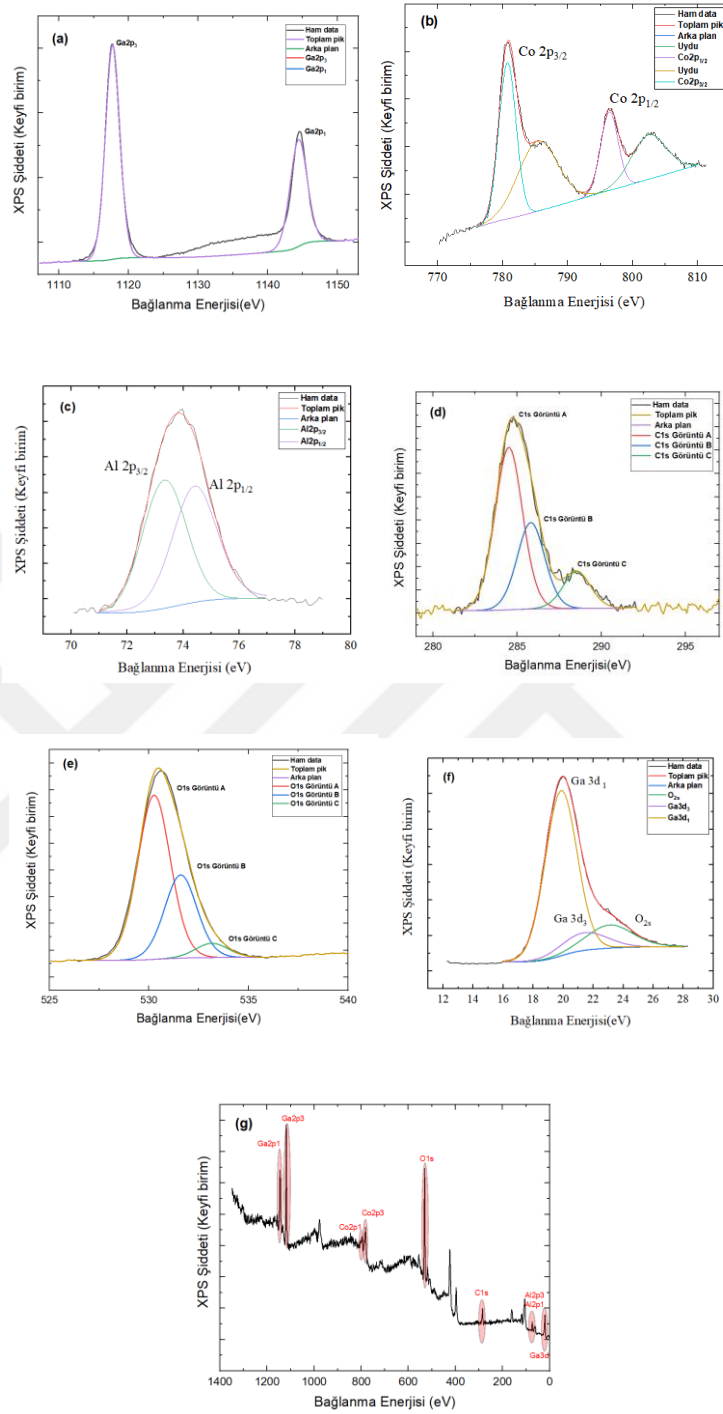 (a)
Ga2p₃
Ga2p₁
Ham data
Toplam pik
Arka plan
Ga2p₃
Ga2p₁
XPS Şiddeti (Keyfi birim)
1110 1120 1130 1140 1150
Bağlanma Enerjisi(eV)
(b)
Co 2p₃/₂
Co 2p₁/₂
Ham data
Toplam pik
Arka plan
Uydu
Co2p₁/₂
Uydu
Co2p₃/₂
XPS Şiddeti (Keyfi birim)
770 780 790 800 810
Bağlanma Enerjisi (eV)
(c)
Al 2p₃/₂
Al 2p₁/₂
Ham data
Toplam pik
Arka plan
Al2p₃/₂
Al2p₁/₂
XPS Şiddeti (Keyfi birim)
70 72 74 76 78 80
Bağlanma Enerjisi (eV)
(d)
C1s Görüntü A
C1s Görüntü B
C1s Görüntü C
Ham data
Toplam pik
Arka plan
C1s Görüntü A
C1s Görüntü B
C1s Görüntü C
XPS Şiddeti (Keyfi birim)
280 285 290 295
Bağlanma Enerjisi(eV)
(e)
O1s Görüntü A
O1s Görüntü B
O1s Görüntü C
Ham data
Toplam pik
Arka plan
O1s Görüntü A
O1s Görüntü B
O1s Görüntü C
XPS Şiddeti (Keyfi birim)
525 530 535 540
Bağlanma Enerjisi(eV)
(f)
Ga 3d₁
Ga 3d₃
O₂s
Ham data
Toplam pik
Arka plan
O₂s
Ga3d₃
Ga3d₁
XPS Şiddeti (Keyfi birim)
12 14 16 18 20 22 24 26 28 30
Bağlanma Enerjisi(eV)
(g)
Ga2p3
Ga2p1
O1s
Co2p3
Co2p1
C1s
Al2p3
Al2p1
Ga3d
XPS Şiddeti (Keyfi birim)
1400 1200 1000 800 600 400 200 0
Bağlanma Enerjisi (eV)